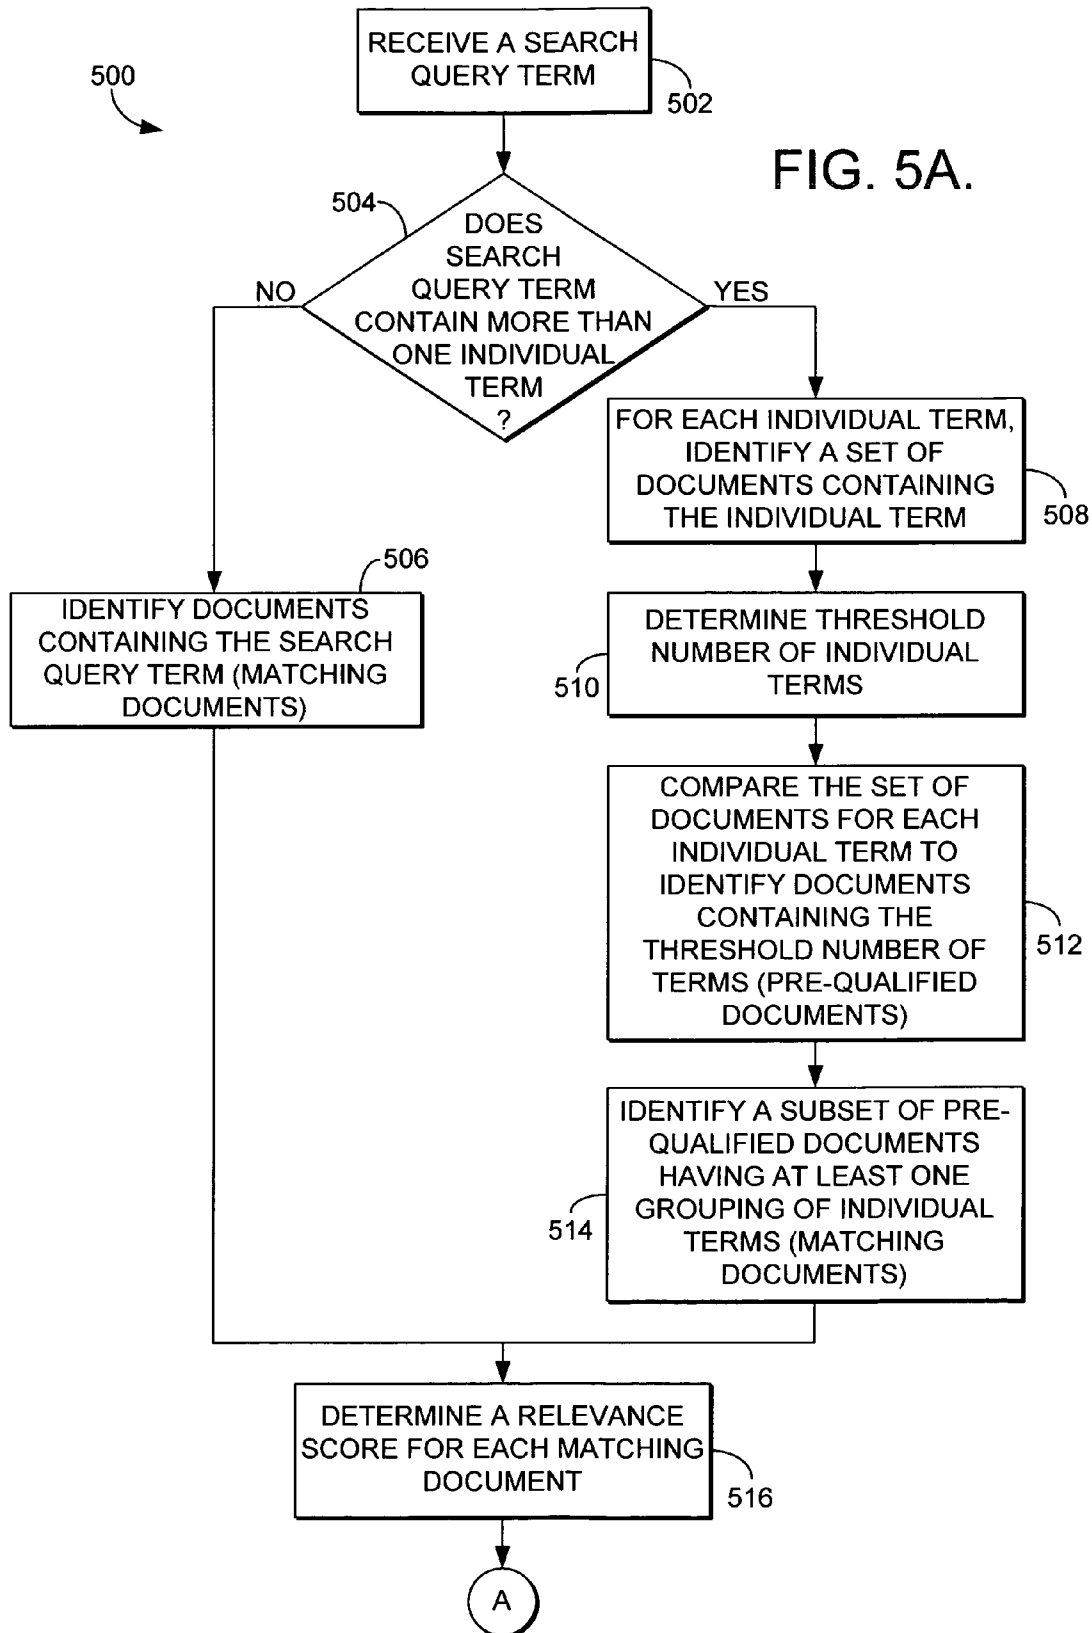 RECEIVE A SEARCH
QUERY TERM
502
500
FIG. 5A.
504
DOES
SEARCH
QUERY TERM
CONTAIN MORE THAN
ONE INDIVIDUAL
TERM
?
NO
YES
FOR EACH INDIVIDUAL TERM,
IDENTIFY A SET OF
DOCUMENTS CONTAINING
THE INDIVIDUAL TERM
508
506
IDENTIFY DOCUMENTS
CONTAINING THE SEARCH
QUERY TERM (MATCHING
DOCUMENTS)
DETERMINE THRESHOLD
NUMBER OF INDIVIDUAL
TERMS
510
COMPARE THE SET OF
DOCUMENTS FOR EACH
INDIVIDUAL TERM TO
IDENTIFY DOCUMENTS
CONTAINING THE
THRESHOLD NUMBER OF
TERMS (PRE-QUALIFIED
DOCUMENTS)
512
IDENTIFY A SUBSET OF PRE-
QUALIFIED DOCUMENTS
HAVING AT LEAST ONE
GROUPING OF INDIVIDUAL
TERMS (MATCHING
DOCUMENTS)
514
DETERMINE A RELEVANCE
SCORE FOR EACH MATCHING
DOCUMENT
516
A